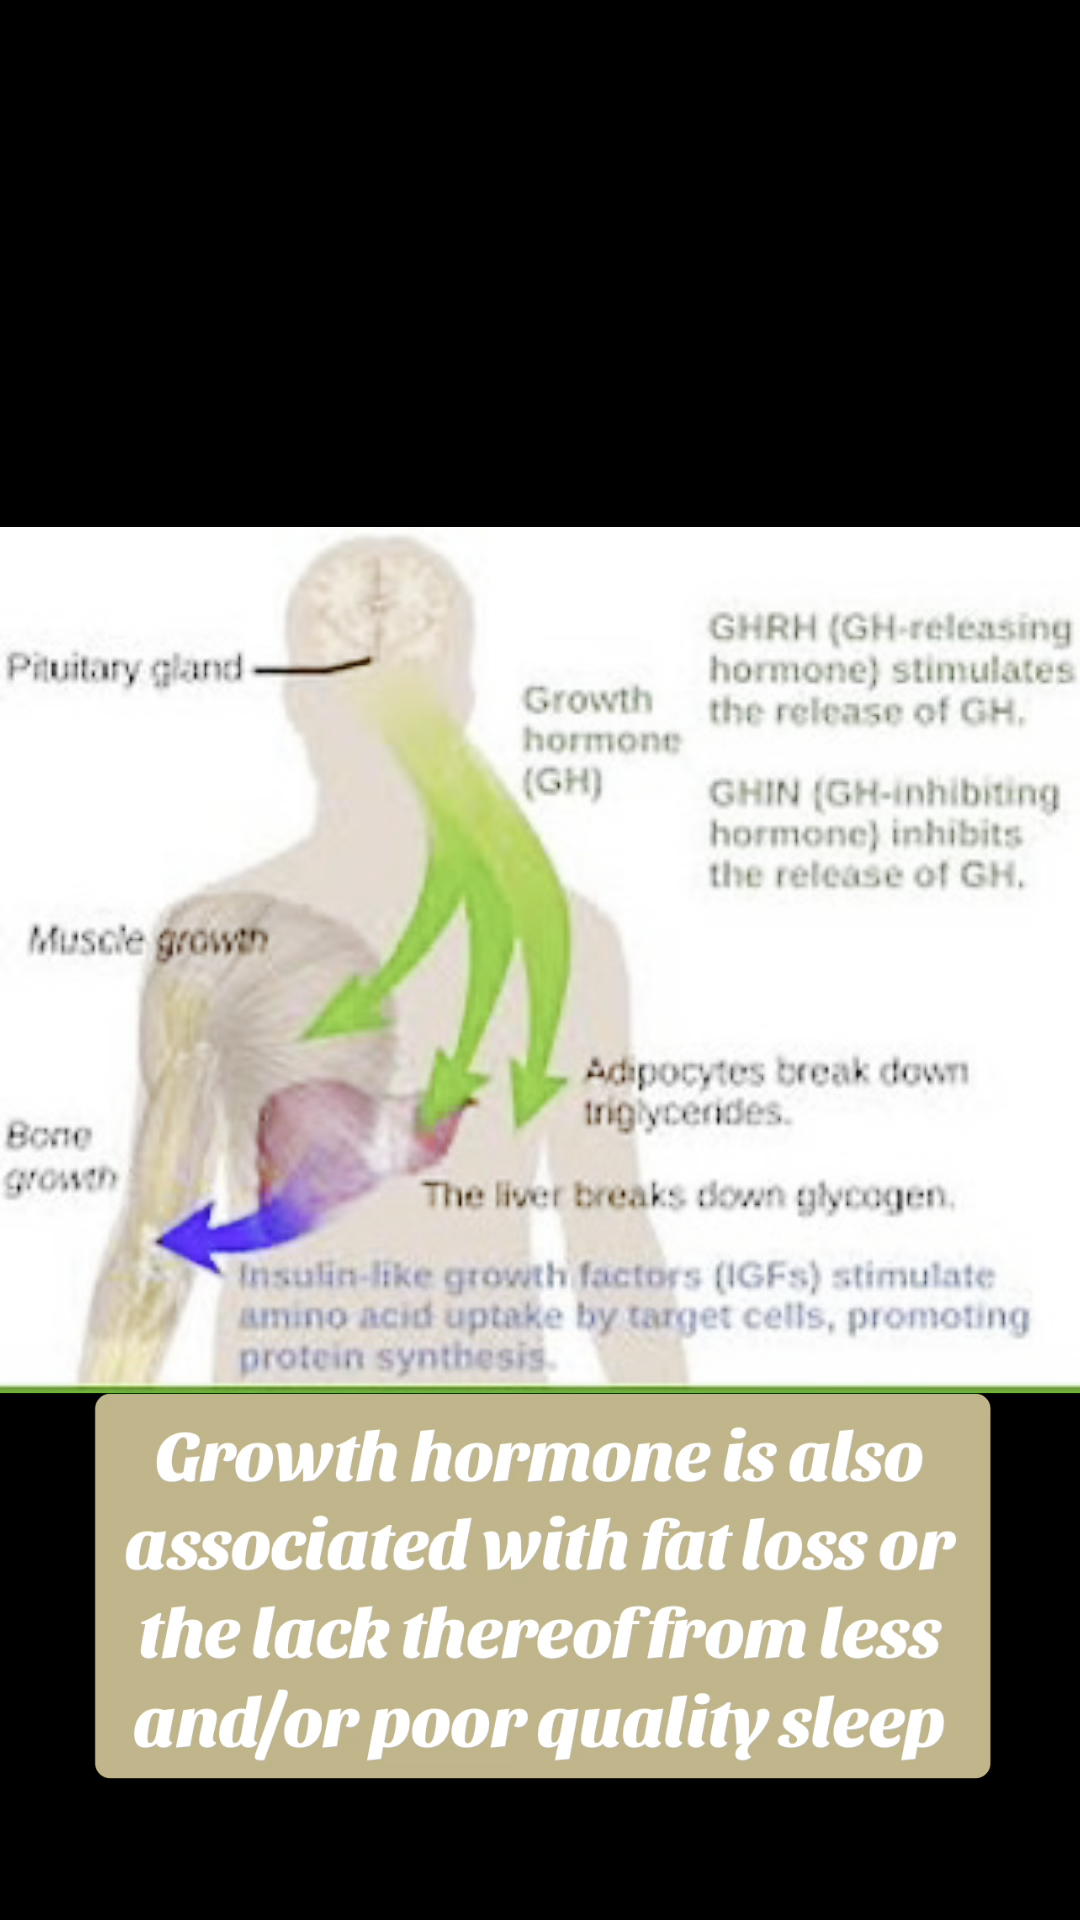 Pituitary gland
Growth
hormone
(GH)
GHRH (GH-releasing
hormone) stimulates
the release of GH.
GHIN (GH-inhibiting
hormone) inhibits
the release of GH.
Muscle growth
Bone
growth
Adipocytes break down
triglycerides.
The liver breaks down glycogen.
Insulin-like growth factors (IGFs) stimulate
amino acid uptake by target cells, promoting
protein synthesis.
Growth hormone is also
associated with fat loss or
the lack thereof from less
and/or poor quality sleep